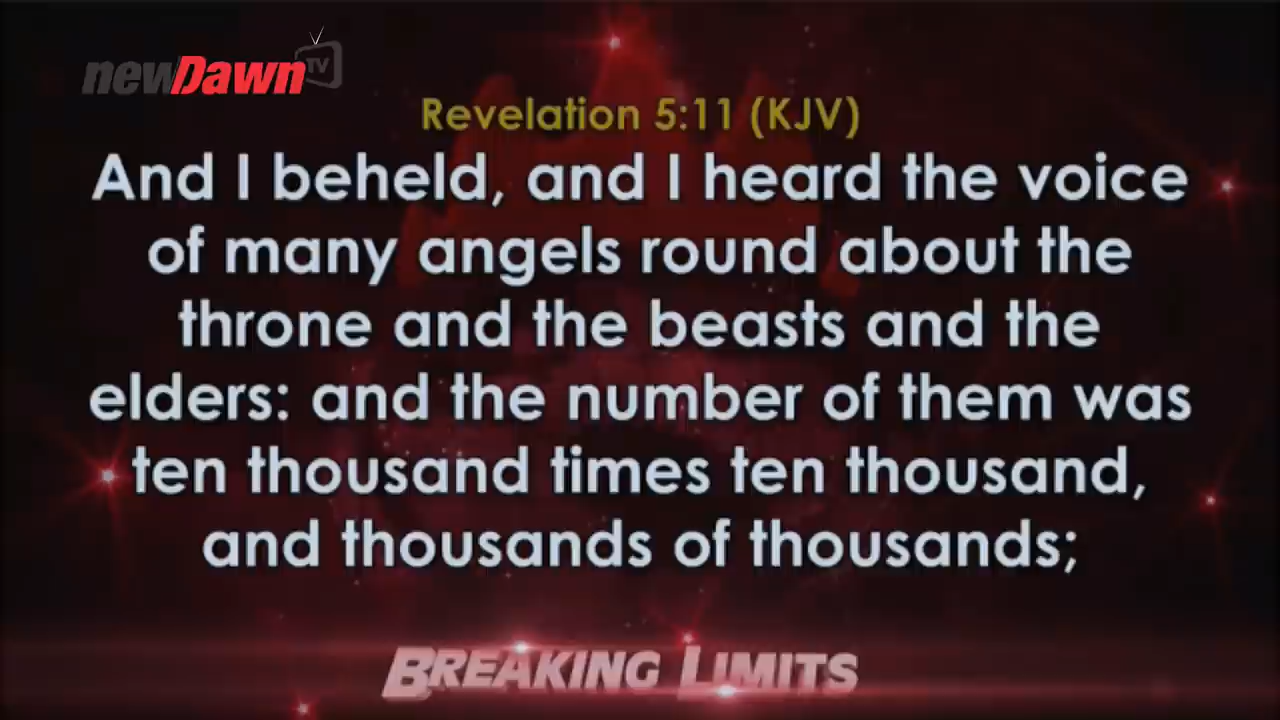 newDawn TV
Revelation 5:11 (KJV)
And I beheld, and I heard the voice
of many angels round about the
throne and the beasts and the
elders: and the number of them was
ten thousand times ten thousand,
and thousands of thousands;
BREAKING LIMITS